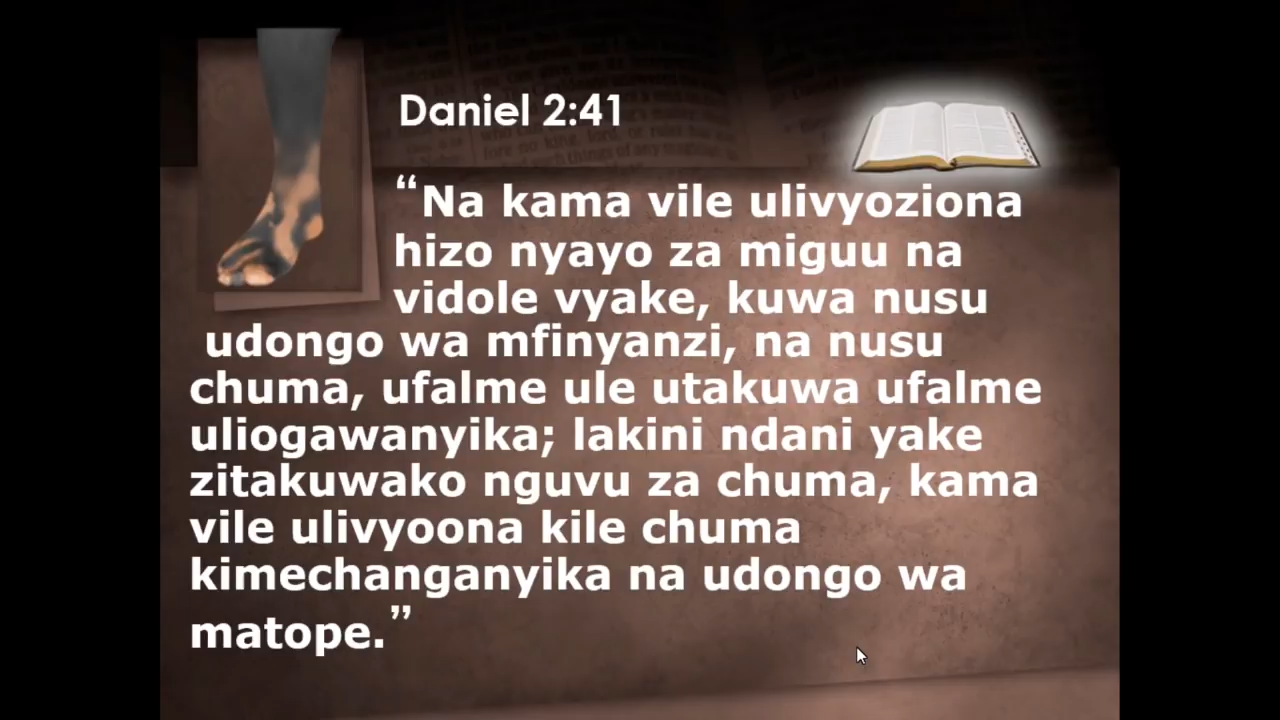 Daniel 2:41
“Na kama vile ulivyoziona
hizo nyayo za miguu na
vidole vyake, kuwa nusu
udongo wa mfinyanzi, na nusu
chuma, ufalme ule utakuwa ufalme
uliogawanyika; lakini ndani yake
zitakuwako nguvu za chuma, kama
vile ulivyoona kile chuma
kimechanganyika na udongo wa
matope.”